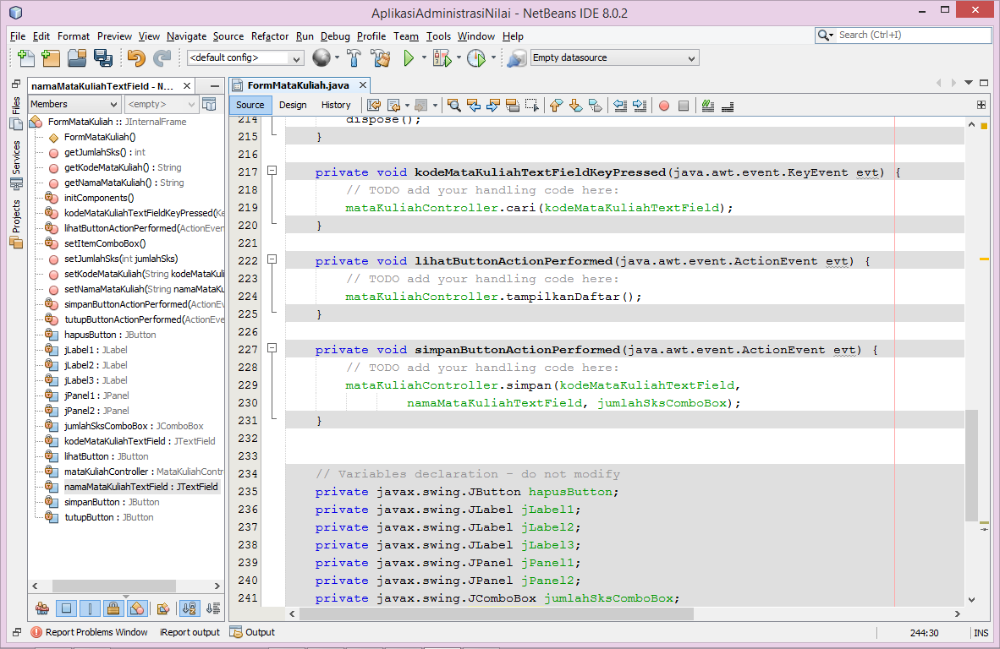 AplikasiAdministrasiNilai - NetBeans IDE 8.0.2
File Edit Format Preview View Navigate Source Refactor Run Debug Profile Team Tools Window Help
Search (Ctrl+I)
<default config>
Empty datasource
namaMataKuliahTextField - N...
FormMataKuliah.java
Members
<empty>
Source Design History
Files
Services
Projects
FormMataKuliah :: JInternalFrame
FormMataKuliah()
getJumlahSks() : int
getKodeMataKuliah() : String
getNamaMataKuliah() : String
initComponents()
kodeMataKuliahTextFieldKeyPressed(Ke
lihatButtonActionPerformed(ActionEven
setItemComboBox()
setJumlahSks(int jumlahSks)
setKodeMataKuliah(String kodeMataKuli
setNamaMataKuliah(String namaMataKu
simpanButtonActionPerformed(ActionEv
tutupButtonActionPerformed(ActionEve
hapusButton : JButton
jLabel1 : JLabel
jLabel2 : JLabel
jLabel3 : JLabel
jPanel1 : JPanel
jPanel2 : JPanel
jumlahSksComboBox : JComboBox
kodeMataKuliahTextField : JTextField
lihatButton : JButton
mataKuliahController : MataKuliahContr
namaMataKuliahTextField : JTextField
simpanButton : JButton
tutupButton : JButton
214 dispose();
215 }
216
217 private void kodeMataKuliahTextFieldKeyPressed(java.awt.event.KeyEvent evt) {
218 // TODO add your handling code here:
219 mataKuliahController.cari(kodeMataKuliahTextField);
220 }
221
222 private void lihatButtonActionPerformed(java.awt.event.ActionEvent evt) {
223 // TODO add your handling code here:
224 mataKuliahController.tampilkanDaftar();
225 }
226
227 private void simpanButtonActionPerformed(java.awt.event.ActionEvent evt) {
228 // TODO add your handling code here:
229 mataKuliahController.simpan(kodeMataKuliahTextField,
230 namaMataKuliahTextField, jumlahSksComboBox);
231 }
232
233
234 // Variables declaration - do not modify
235 private javax.swing.JButton hapusButton;
236 private javax.swing.JLabel jLabel1;
237 private javax.swing.JLabel jLabel2;
238 private javax.swing.JLabel jLabel3;
239 private javax.swing.JPanel jPanel1;
240 private javax.swing.JPanel jPanel2;
241 private javax.swing.JComboBox jumlahSksComboBox;
Report Problems Window iReport output Output
244:30 INS